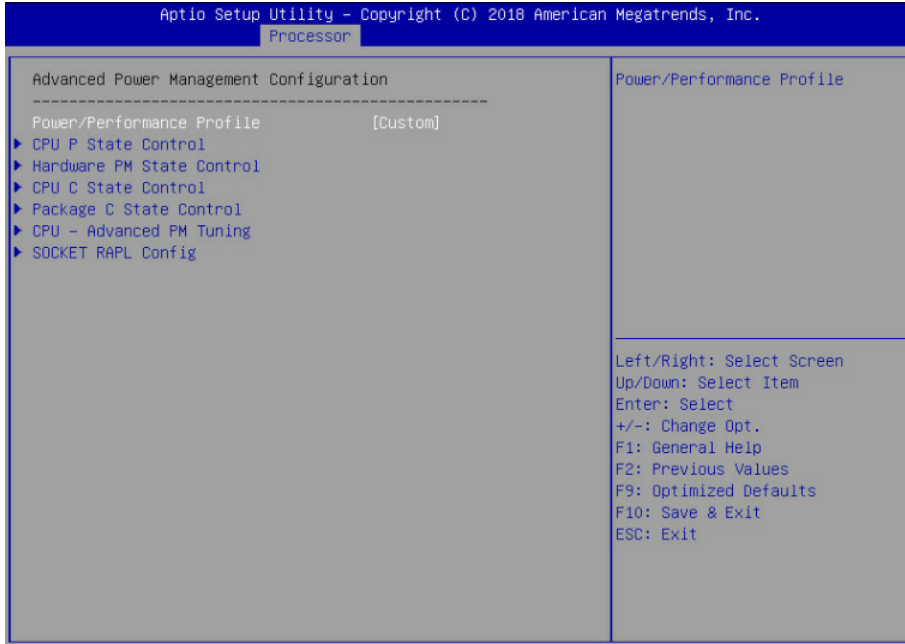 Aptio Setup Utility – Copyright (C) 2018 American Megatrends, Inc.
Processor
Advanced Power Management Configuration
--------------------------------------------------
Power/Performance Profile [Custom]
CPU P State Control
Hardware PM State Control
CPU C State Control
Package C State Control
CPU – Advanced PM Tuning
SOCKET RAPL Config
Power/Performance Profile
Left/Right: Select Screen
Up/Down: Select Item
Enter: Select
+/-: Change Opt.
F1: General Help
F2: Previous Values
F9: Optimized Defaults
F10: Save & Exit
ESC: Exit